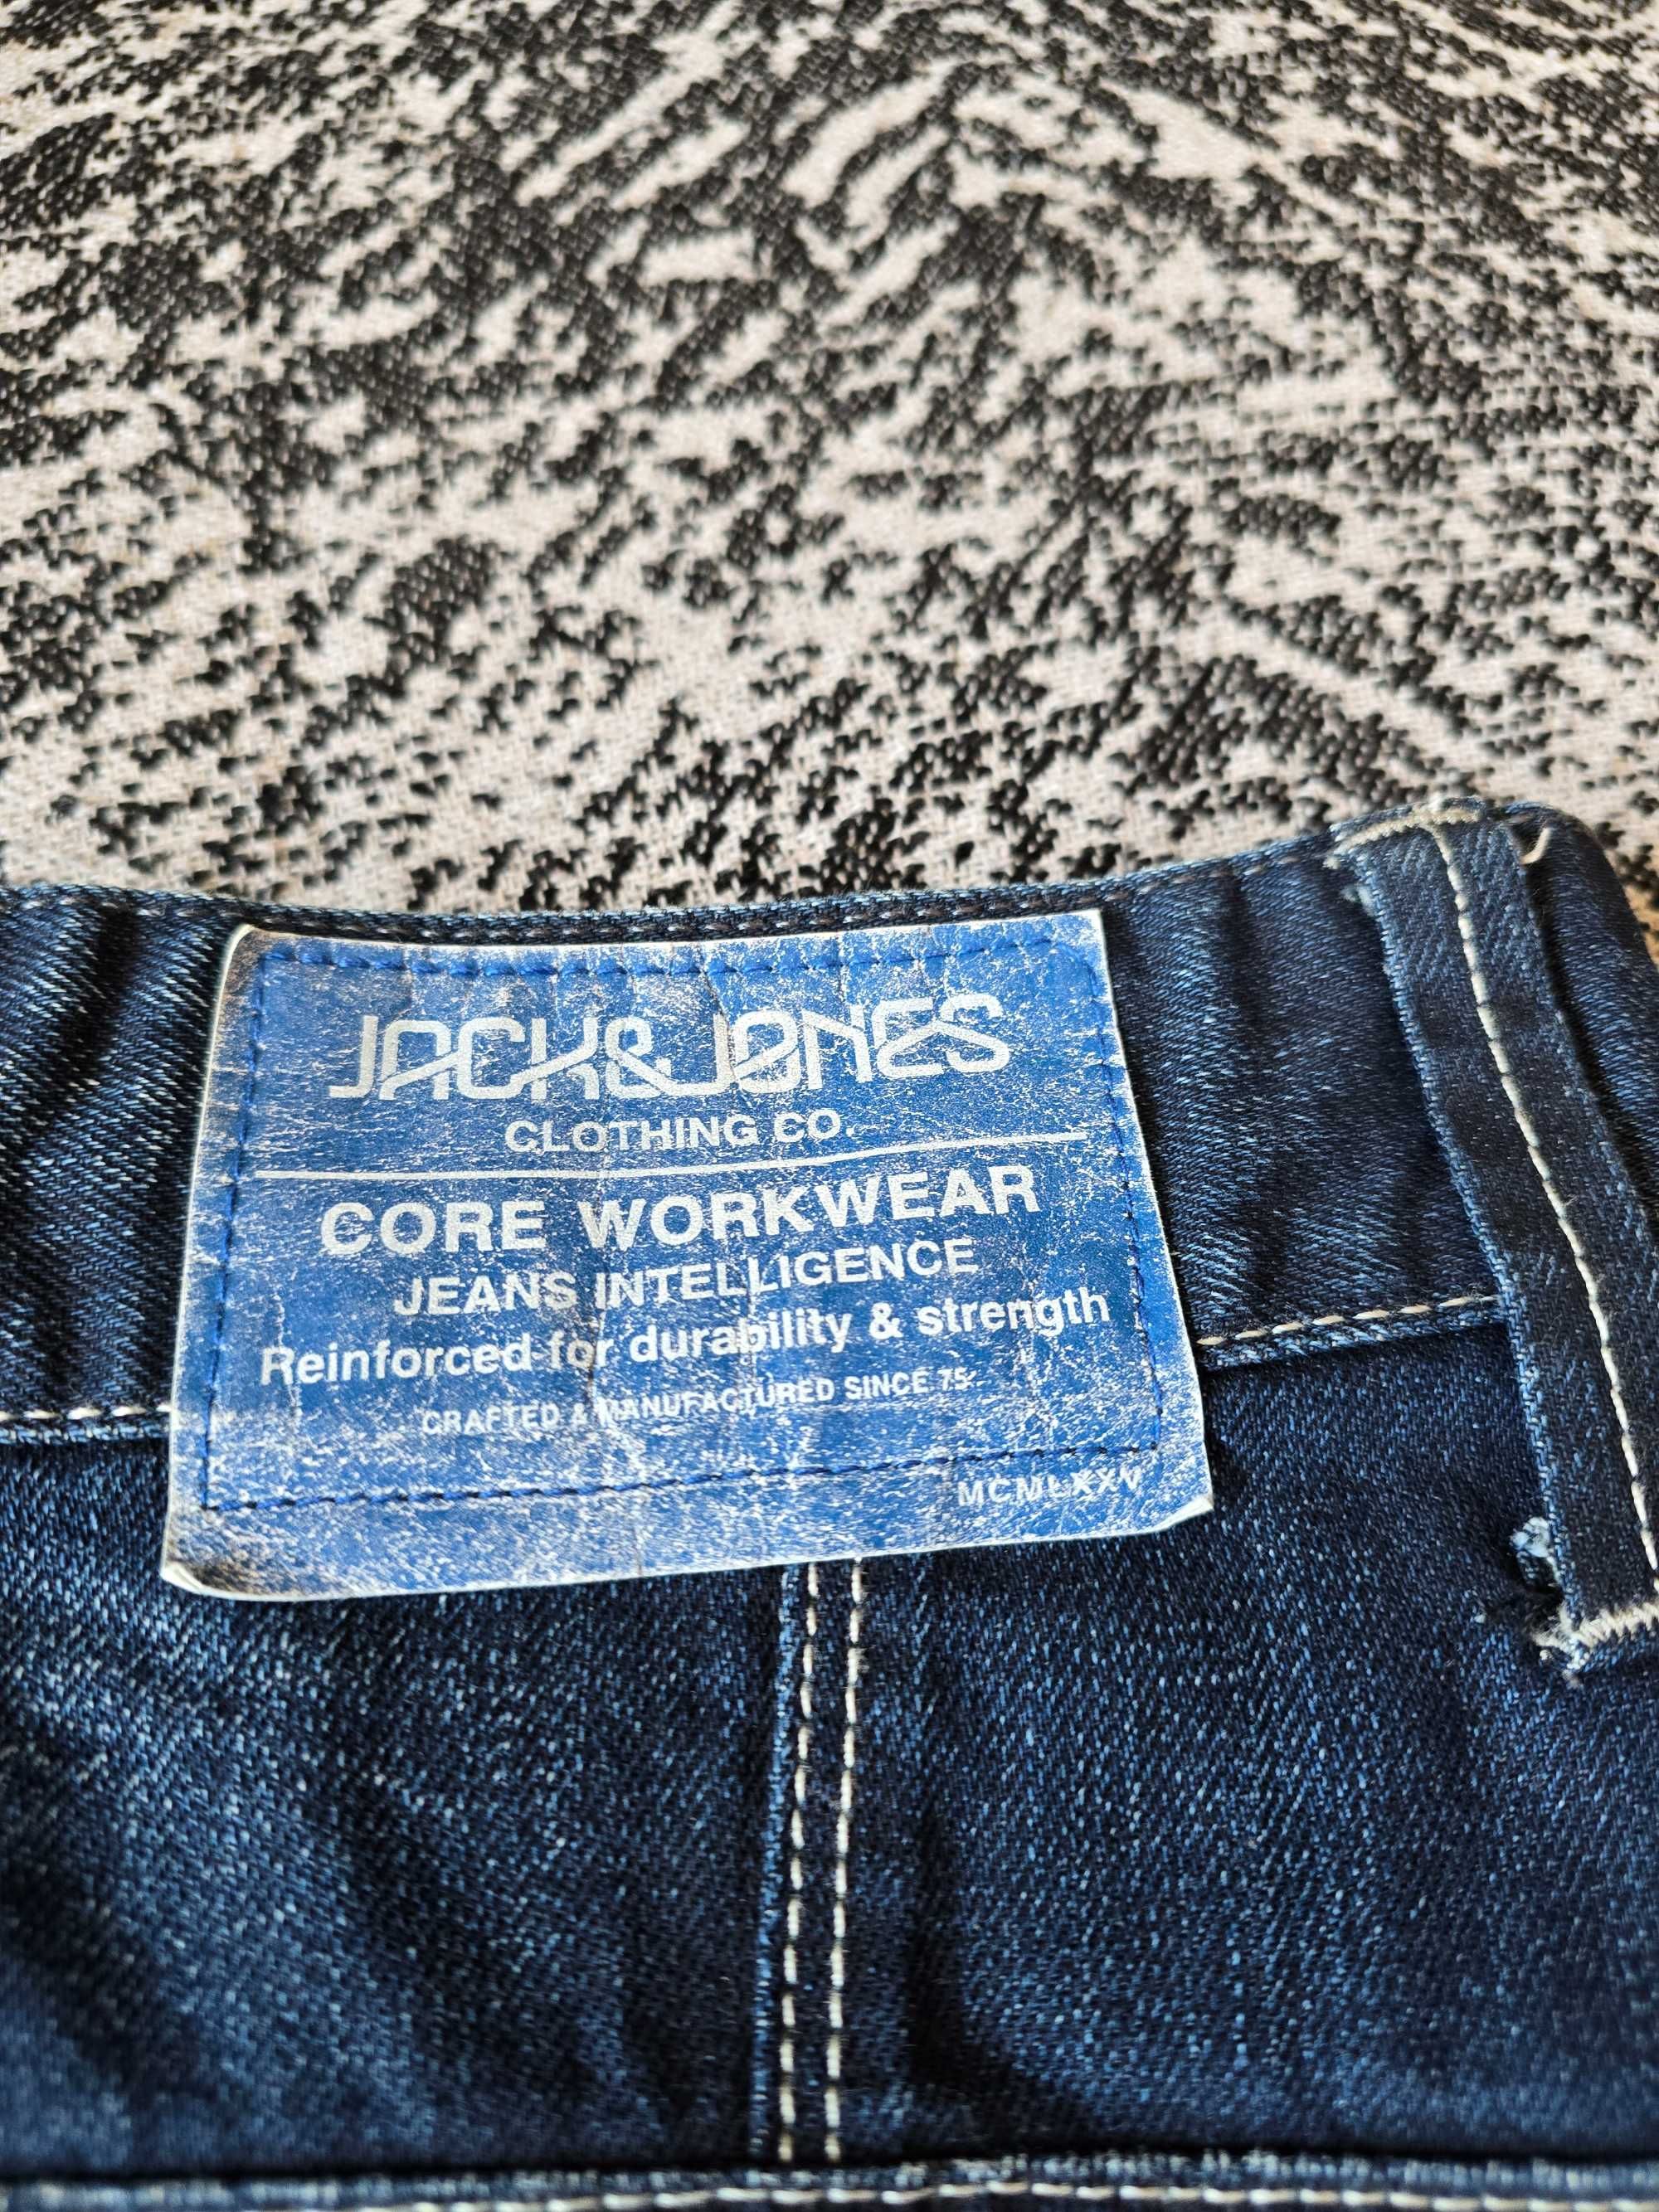 JACK&JONES
CLOTHING CO.
CORE WORKWEAR
JEANS INTELLIGENCE
Reinforced for durability & strength
CRAFTED & MANUFACTURED SINCE 75
MCMLXXV